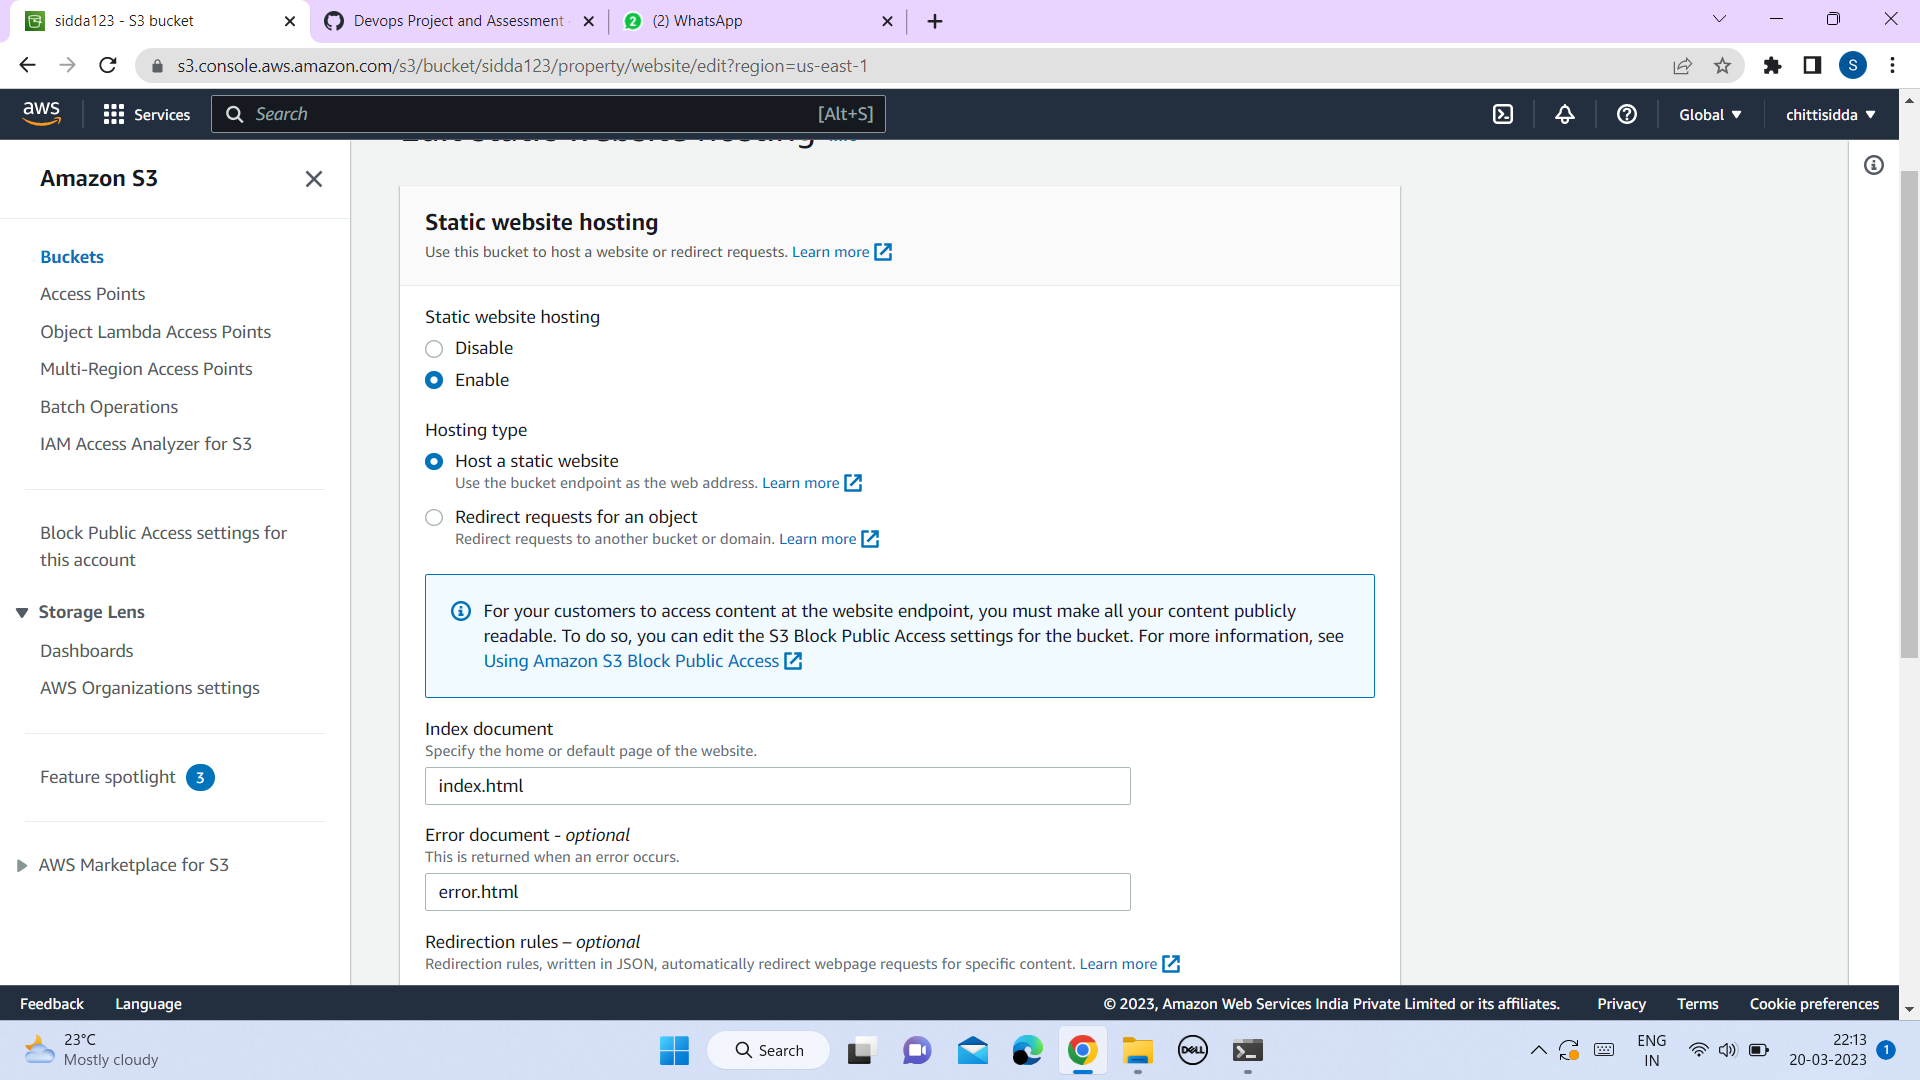 sidda123 - S3 bucket
Devops Project and Assessment
(2) WhatsApp
s3.console.aws.amazon.com/s3/bucket/sidda123/property/website/edit?region=us-east-1
S
aws
Services
Search
[Alt+S]
Global
chittisidda
Edit static website hosting
Info
Amazon S3
Buckets
Access Points
Object Lambda Access Points
Multi-Region Access Points
Batch Operations
IAM Access Analyzer for S3
Block Public Access settings for
this account
Storage Lens
Dashboards
AWS Organizations settings
Feature spotlight 3
AWS Marketplace for S3
Static website hosting
Use this bucket to host a website or redirect requests. Learn more
Static website hosting
Disable
Enable
Hosting type
Host a static website
Use the bucket endpoint as the web address. Learn more
Redirect requests for an object
Redirect requests to another bucket or domain. Learn more
For your customers to access content at the website endpoint, you must make all your content publicly
readable. To do so, you can edit the S3 Block Public Access settings for the bucket. For more information, see
Using Amazon S3 Block Public Access
Index document
Specify the home or default page of the website.
index.html
Error document - optional
This is returned when an error occurs.
error.html
Redirection rules – optional
Redirection rules, written in JSON, automatically redirect webpage requests for specific content. Learn more
Feedback
Language
© 2023, Amazon Web Services India Private Limited or its affiliates.
Privacy
Terms
Cookie preferences
23°C
Mostly cloudy
Search
DELL
ENG
IN
22:13
20-03-2023
1